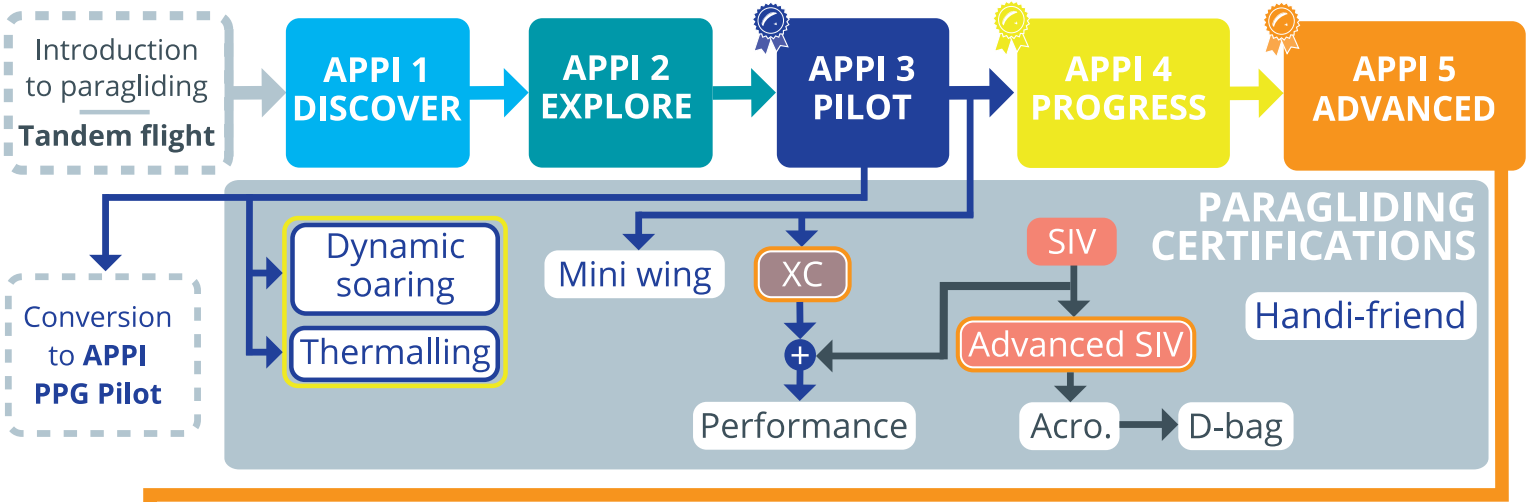 Introduction
to paragliding
Tandem flight
APPI 1
DISCOVER
APPI 2
EXPLORE
APPI 3
PILOT
APPI 4
PROGRESS
APPI 5
ADVANCED
PARAGLIDING
CERTIFICATIONS
Dynamic
soaring
Thermalling
Mini wing
XC
SIV
Handi-friend
Advanced SIV
+
Performance
Acro.
D-bag
Conversion
to APPI
PPG Pilot